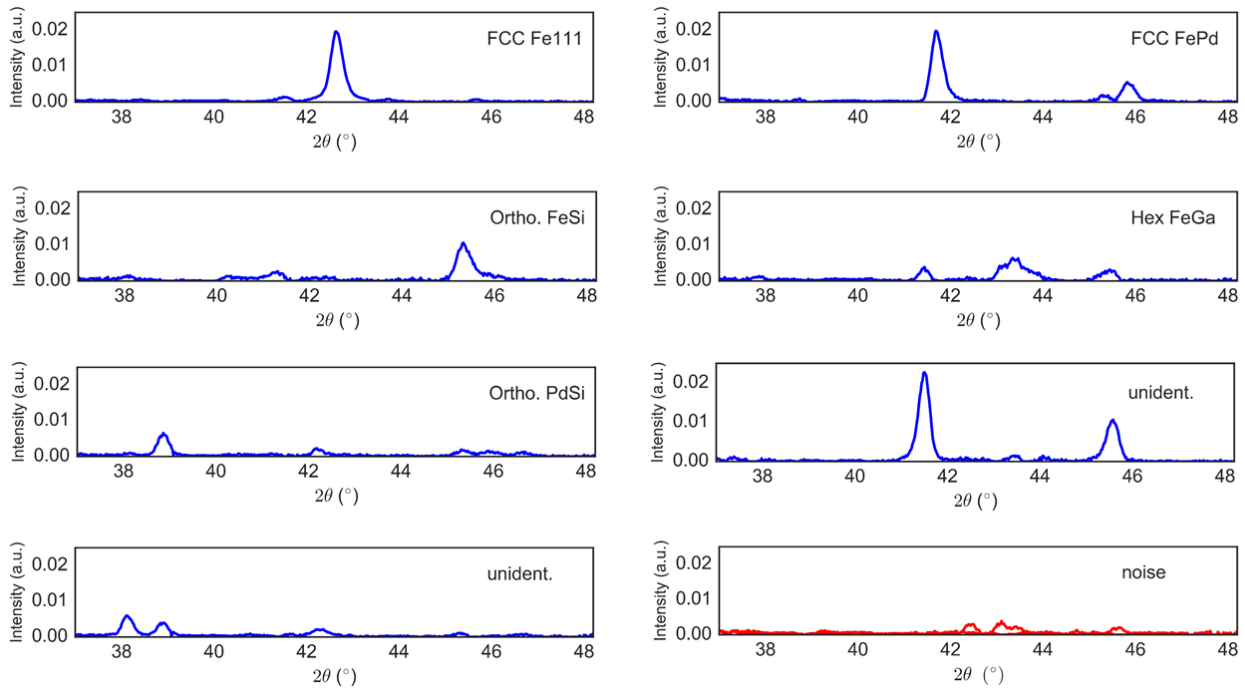 Intensity (a.u.)
0.02
0.01
0.00
FCC Fe111
38 40 42 44 46 48
2θ (°)
Intensity (a.u.)
0.02
0.01
0.00
FCC FePd
38 40 42 44 46 48
2θ (°)
Intensity (a.u.)
0.02
0.01
0.00
Ortho. FeSi
38 40 42 44 46 48
2θ (°)
Intensity (a.u.)
0.02
0.01
0.00
Hex FeGa
38 40 42 44 46 48
2θ (°)
Intensity (a.u.)
0.02
0.01
0.00
Ortho. PdSi
38 40 42 44 46 48
2θ (°)
Intensity (a.u.)
0.02
0.01
0.00
unident.
38 40 42 44 46 48
2θ (°)
Intensity (a.u.)
0.02
0.01
0.00
unident.
38 40 42 44 46 48
2θ (°)
Intensity (a.u.)
0.02
0.01
0.00
noise
38 40 42 44 46 48
2θ (°)